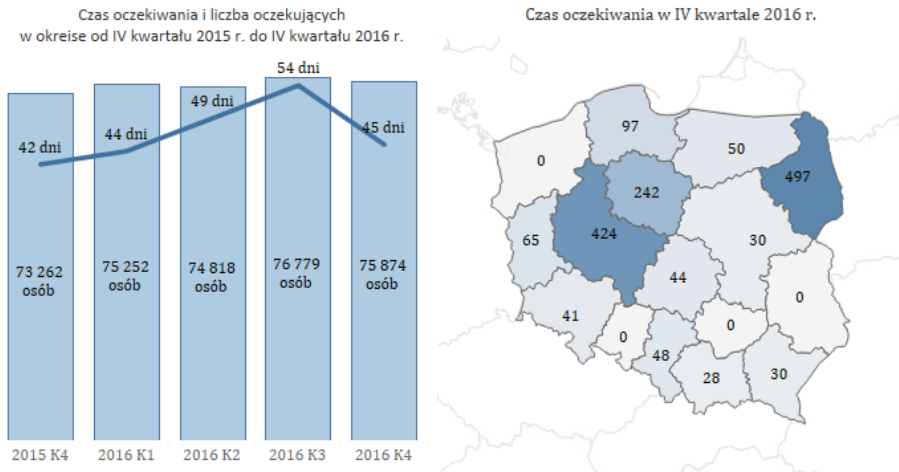 Czas oczekiwania i liczba oczekujących
w okreise od IV kwartału 2015 r. do IV kwartału 2016 r.
42 dni
44 dni
49 dni
54 dni
45 dni
73 262
osób
75 252
osób
74 818
osób
76 779
osób
75 874
osób
2015 K4
2016 K1
2016 K2
2016 K3
2016 K4
Czas oczekiwania w IV kwartale 2016 r.
0
97
50
497
242
424
65
30
44
0
41
0
0
48
28
30